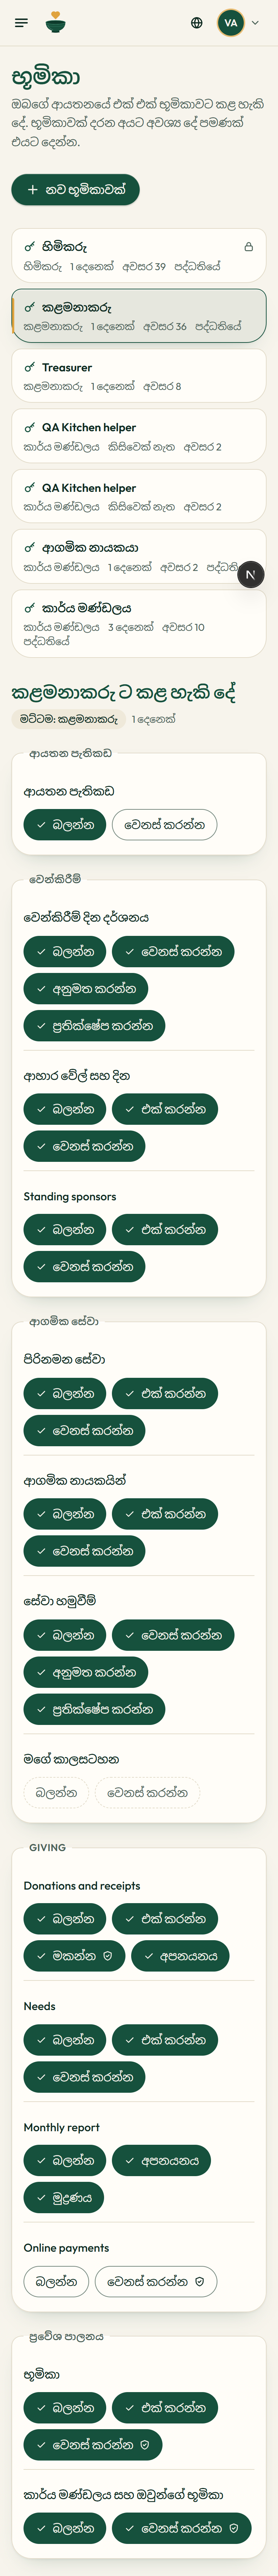 VA
භූමිකා
ඔබගේ ආයතනයේ එක් එක් භූමිකාවට කළ හැකි
දේ. භූමිකාවක් දරන අයට අවශ්‍ය දේ පමණක්
එයට දෙන්න.
නව භූමිකාවක්
හිමිකරු
හිමිකරු 1 දෙනෙක් අවසර 39 පද්ධතියේ
කළමනාකරු
කළමනාකරු 1 දෙනෙක් අවසර 36 පද්ධතියේ
Treasurer
කළමනාකරු 1 දෙනෙක් අවසර 8
QA Kitchen helper
කාර්ය මණ්ඩලය කිසිවෙක් නැත අවසර 2
QA Kitchen helper
කාර්ය මණ්ඩලය කිසිවෙක් නැත අවසර 2
ආගමික නායකයා
කාර්ය මණ්ඩලය 1 දෙනෙක් අවසර 2
N
කාර්ය මණ්ඩලය
කාර්ය මණ්ඩලය 3 දෙනෙක් අවසර 10
පද්ධතියේ
කළමනාකරු ට කළ හැකි දේ
මට්ටම: කළමනාකරු 1 දෙනෙක්
ආයතන පැතිකඩ
ආයතන පැතිකඩ
බලන්න වෙනස් කරන්න
වෙන්කිරීම්
වෙන්කිරීම් දින දර්ශනය
බලන්න වෙනස් කරන්න
අනුමත කරන්න
ප්‍රතික්ෂේප කරන්න
ආහාර වේල් සහ දින
බලන්න එක් කරන්න
වෙනස් කරන්න
Standing sponsors
බලන්න එක් කරන්න
වෙනස් කරන්න
ආගමික සේවා
පිරිනමන සේවා
බලන්න එක් කරන්න
වෙනස් කරන්න
ආගමික නායකයින්
බලන්න එක් කරන්න
වෙනස් කරන්න
සේවා හමුවීම්
බලන්න වෙනස් කරන්න
අනුමත කරන්න
ප්‍රතික්ෂේප කරන්න
මගේ කාලසටහන
බලන්න වෙනස් කරන්න
GIVING
Donations and receipts
බලන්න එක් කරන්න
මකන්න අපනයනය
Needs
බලන්න එක් කරන්න
වෙනස් කරන්න
Monthly report
බලන්න අපනයනය
මුද්‍රණය
Online payments
බලන්න වෙනස් කරන්න
ප්‍රවේශ පාලනය
භූමිකා
බලන්න එක් කරන්න
වෙනස් කරන්න
කාර්ය මණ්ඩලය සහ ඔවුන්ගේ භූමිකා
බලන්න වෙනස් කරන්න